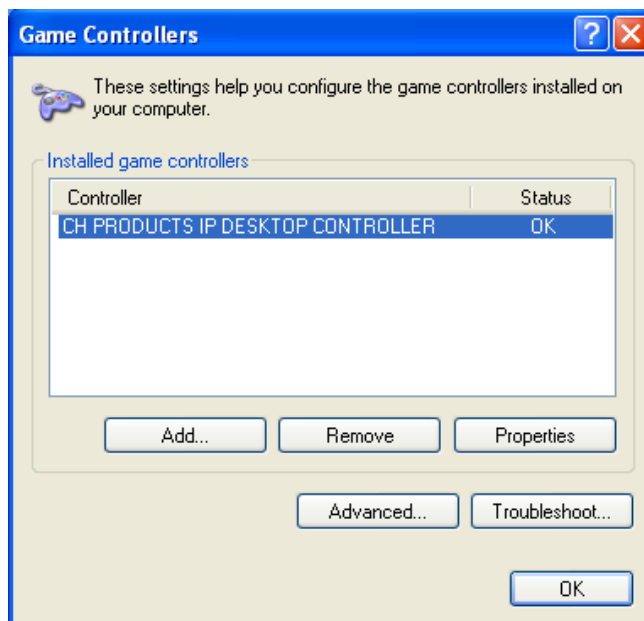 Game Controllers
These settings help you configure the game controllers installed on
your computer.
Installed game controllers
Controller Status
CH PRODUCTS IP DESKTOP CONTROLLER OK
Add... Remove Properties
Advanced... Troubleshoot...
OK